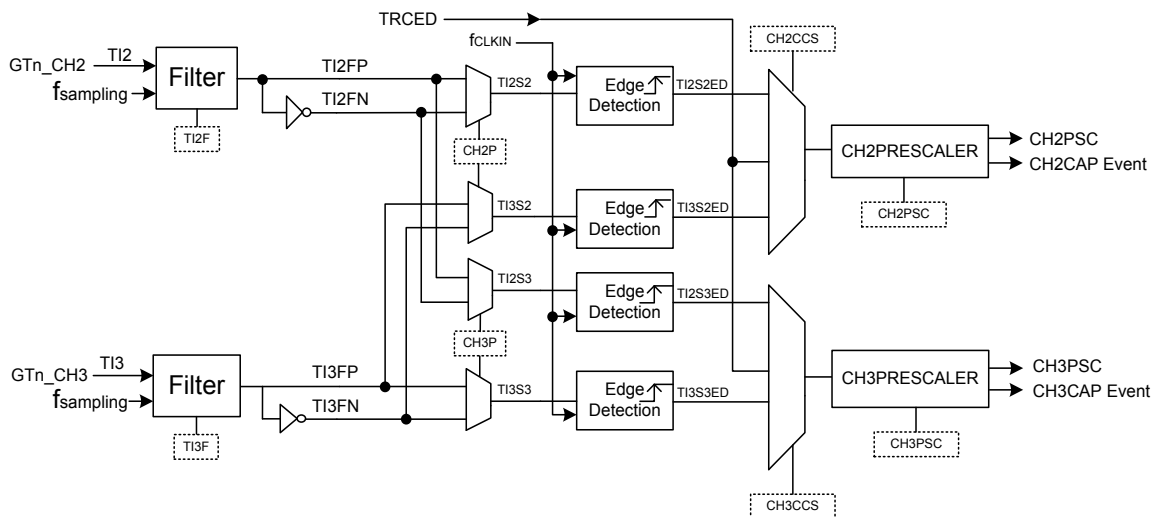 TRCED
fCLKIN
CH2CCS
GTn_CH2
TI2
fsampling
Filter
TI2F
TI2FP
TI2FN
TI2S2
CH2P
Edge
Detection
TI2S2ED
CH2PRESCALER
CH2PSC
CH2CAP Event
CH2PSC
TI3S2
Edge
Detection
TI3S2ED
TI2S3
CH3P
Edge
Detection
TI2S3ED
GTn_CH3
TI3
fsampling
Filter
TI3F
TI3FP
TI3FN
TI3S3
Edge
Detection
TI3S3ED
CH3PRESCALER
CH3PSC
CH3CAP Event
CH3PSC
CH3CCS